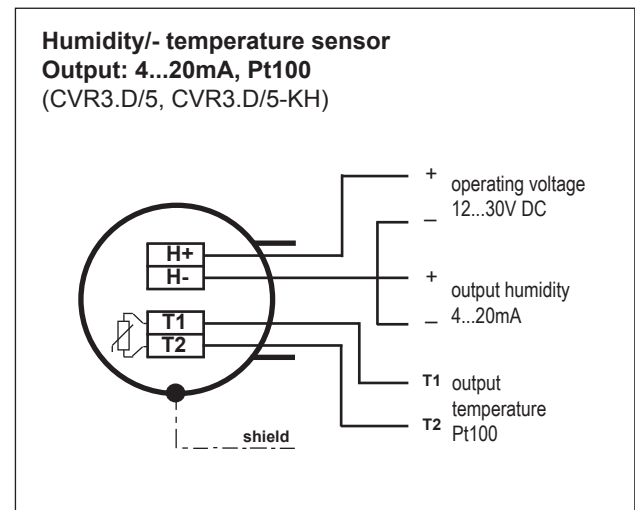 Humidity/- temperature sensor
Output: 4...20mA, Pt100
(CVR3.D/5, CVR3.D/5-KH)
H+
H-
T1
T2
shield
+
operating voltage
12...30V DC
–
+
output humidity
4...20mA
–
T1 output
temperature
T2 Pt100